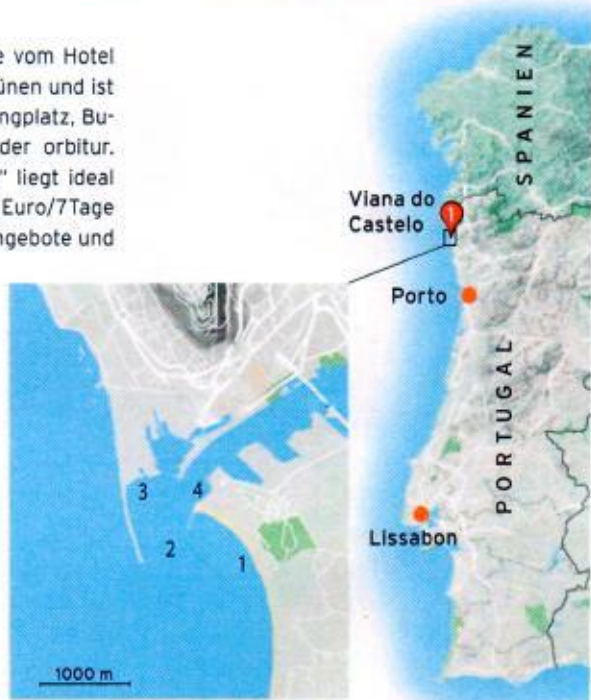 e vom Hotel
ünen und ist
ngplatz, Bu-
der orbitur.
" liegt ideal
Euro/7Tage
ngebote und
SPANIEN
Viana do
Castelo
1
Porto
PORTUGAL
Lissabon
3
4
2
1
1000 m